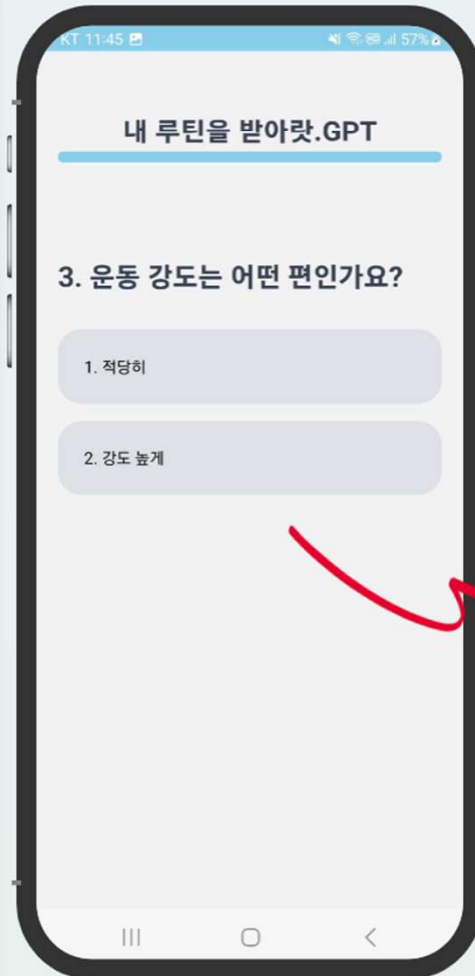 KT 11:45
57%
내 루틴을 받아랏.GPT
3. 운동 강도는 어떤 편인가요?
1. 적당히
2. 강도 높게